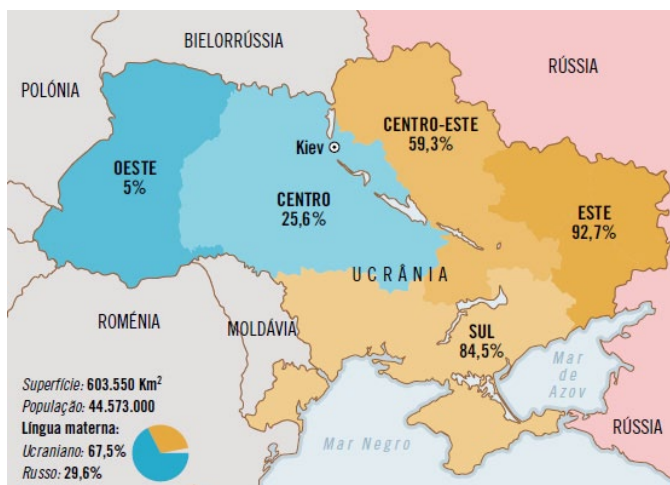 BIELORRÚSSIA
POLÓNIA
RÚSSIA
CENTRO-ESTE
59,3%
Kiev
OESTE
5%
CENTRO
25,6%
ESTE
92,7%
UCRÂNIA
ROMÉNIA
MOLDÁVIA
SUL
84,5%
Mar
de
Azov
RÚSSIA
Mar Negro
Superfície: 603.550 Km²
População: 44.573.000
Língua materna:
Ucraniano: 67,5%
Russo: 29,6%